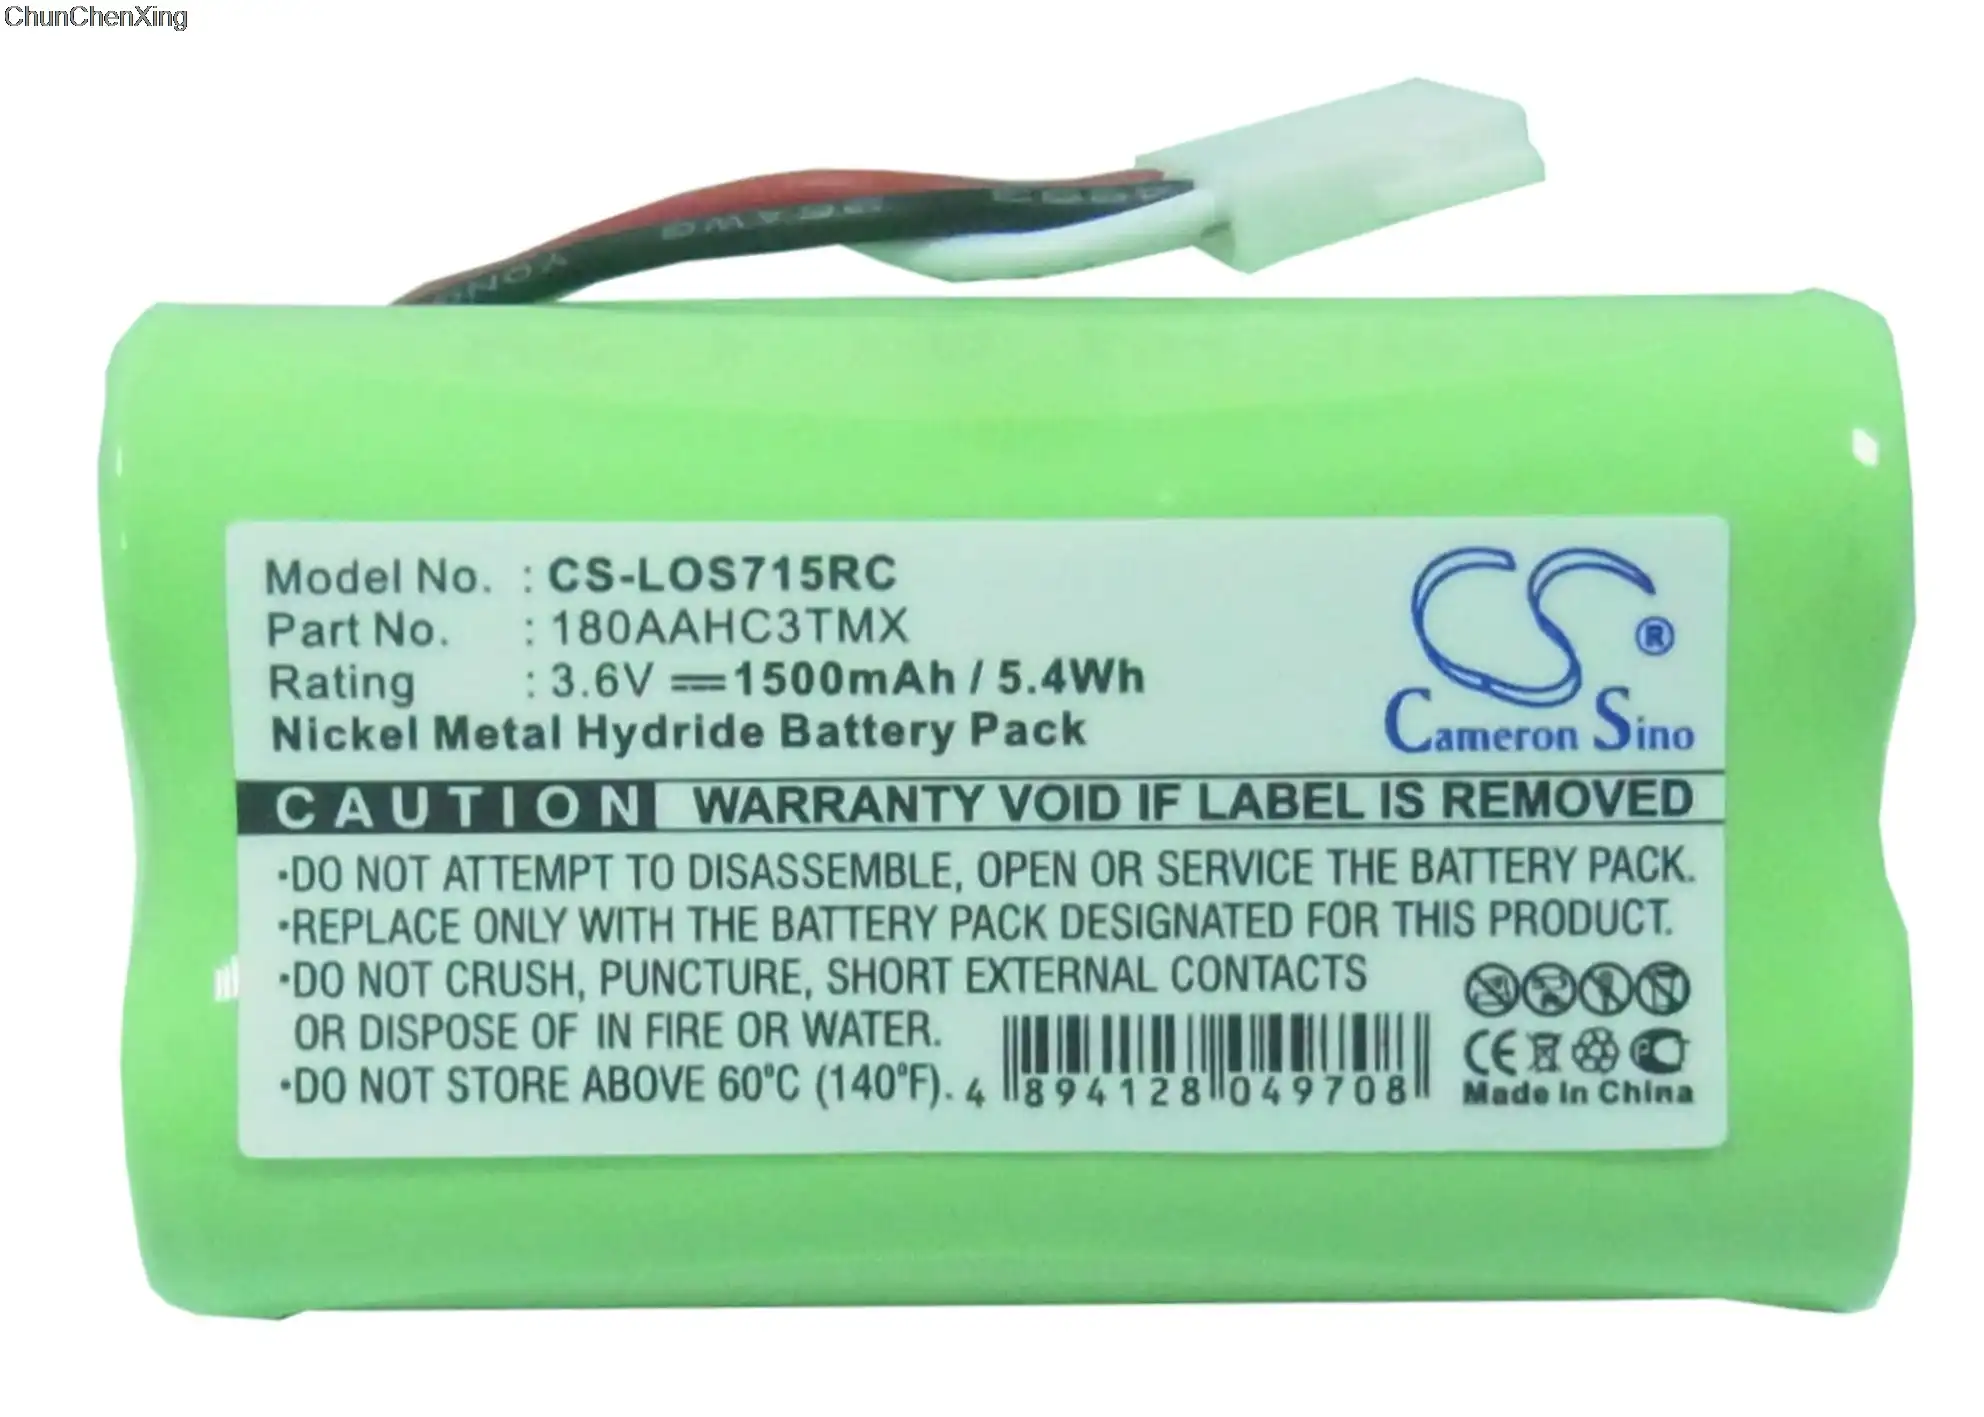 ChunChenXing
Model No. : CS-LOS715RC
Part No. : 180AAHC3TMX
Rating : 3.6V 1500mAh / 5.4Wh
Nickel Metal Hydride Battery Pack
CS ®
Cameron Sino
CAUTION WARRANTY VOID IF LABEL IS REMOVED
•DO NOT ATTEMPT TO DISASSEMBLE, OPEN OR SERVICE THE BATTERY PACK.
•REPLACE ONLY WITH THE BATTERY PACK DESIGNATED FOR THIS PRODUCT.
•DO NOT CRUSH, PUNCTURE, SHORT EXTERNAL CONTACTS
OR DISPOSE OF IN FIRE OR WATER.
•DO NOT STORE ABOVE 60°C (140°F).
4 894128 049708
CE
Made in China